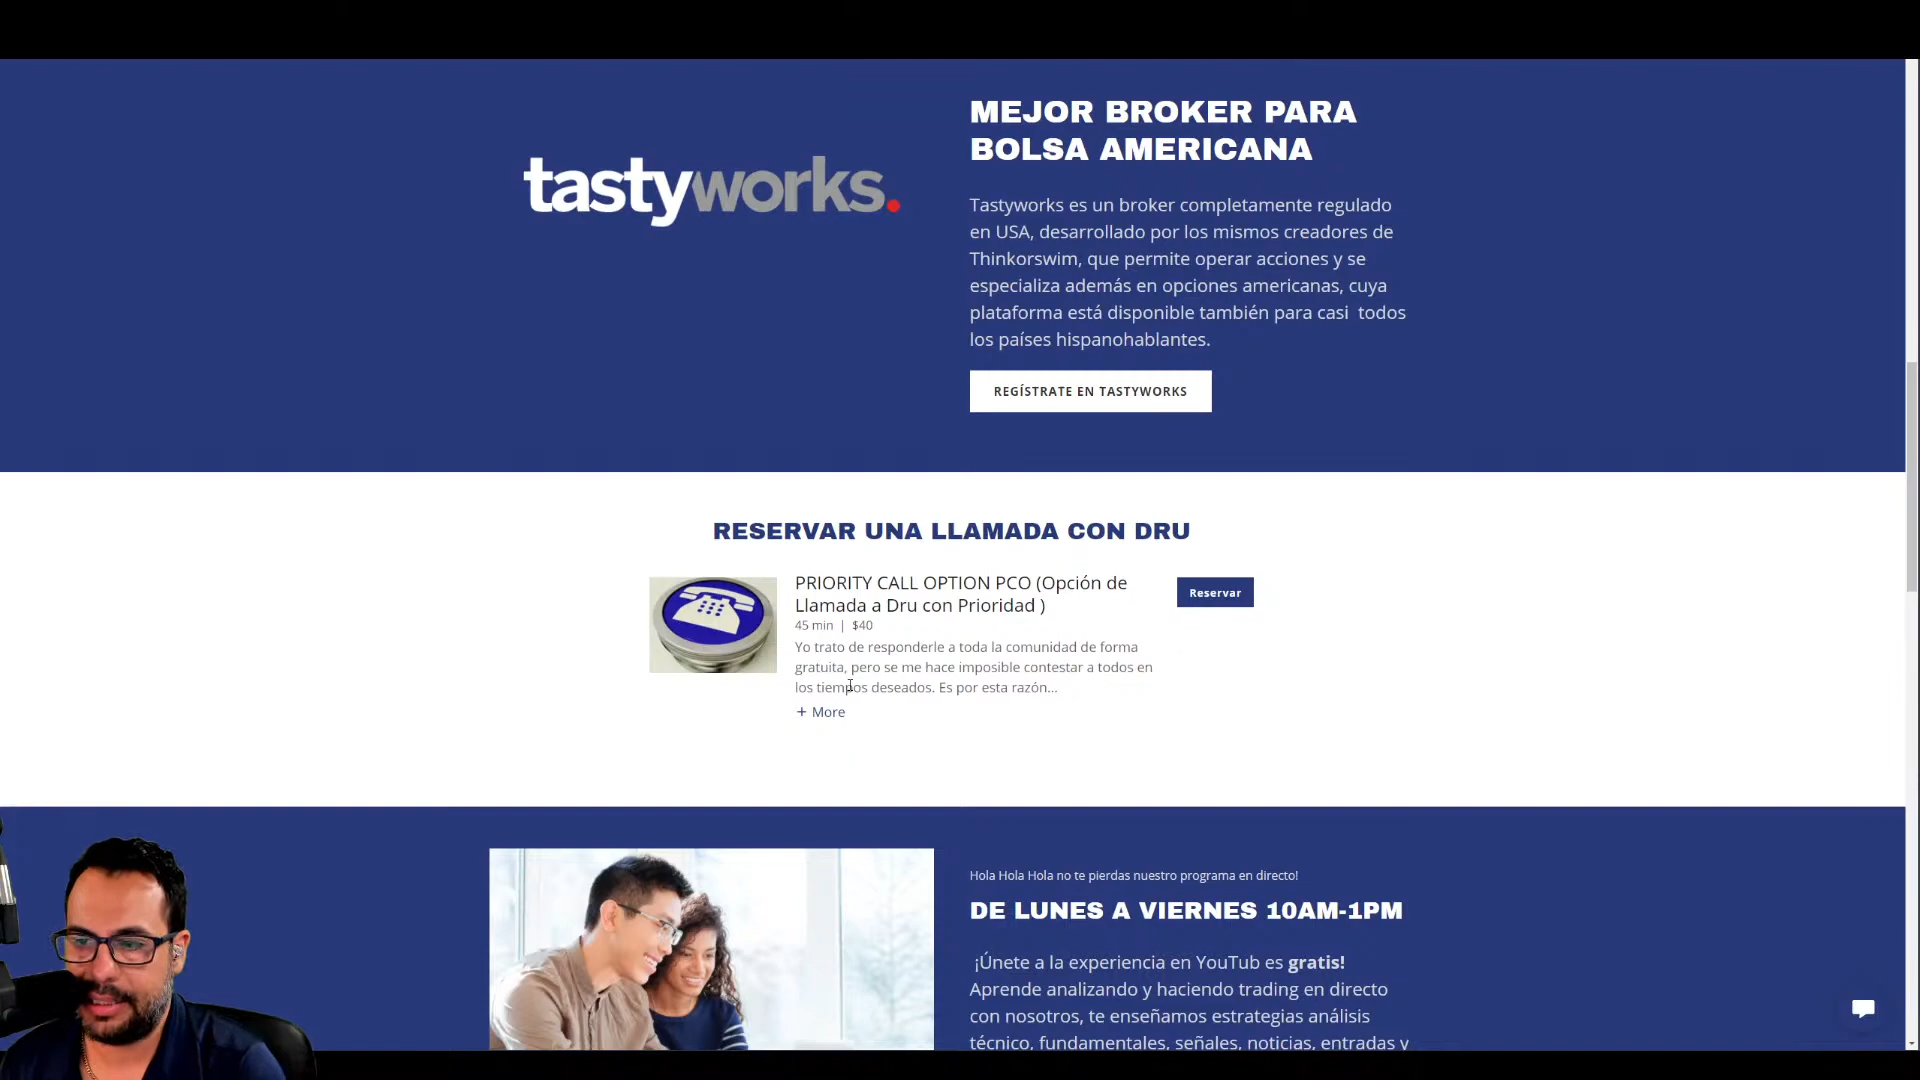 tastyworks.
MEJOR BROKER PARA
BOLSA AMERICANA
Tastyworks es un broker completamente regulado
en USA, desarrollado por los mismos creadores de
Thinkorswim, que permite operar acciones y se
especializa además en opciones americanas, cuya
plataforma está disponible también para casi  todos
los países hispanohablantes.
REGÍSTRATE EN TASTYWORKS
RESERVAR UNA LLAMADA CON DRU
PRIORITY CALL OPTION PCO (Opción de
Llamada a Dru con Prioridad )
45 min | $40
Yo trato de responderle a toda la comunidad de forma
gratuita, pero se me hace imposible contestar a todos en
los tiempos deseados. Es por esta razón...
+ More
Reservar
Hola Hola Hola no te pierdas nuestro programa en directo!
DE LUNES A VIERNES 10AM-1PM
¡Únete a la experiencia en YouTub es gratis!
Aprende analizando y haciendo trading en directo
con nosotros, te enseñamos estrategias análisis
técnico, fundamentales, señales, noticias, entradas y